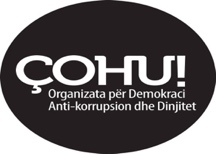 ÇOHU!
Organizata për Demokraci
Anti-korrupsion dhe Dinjitet